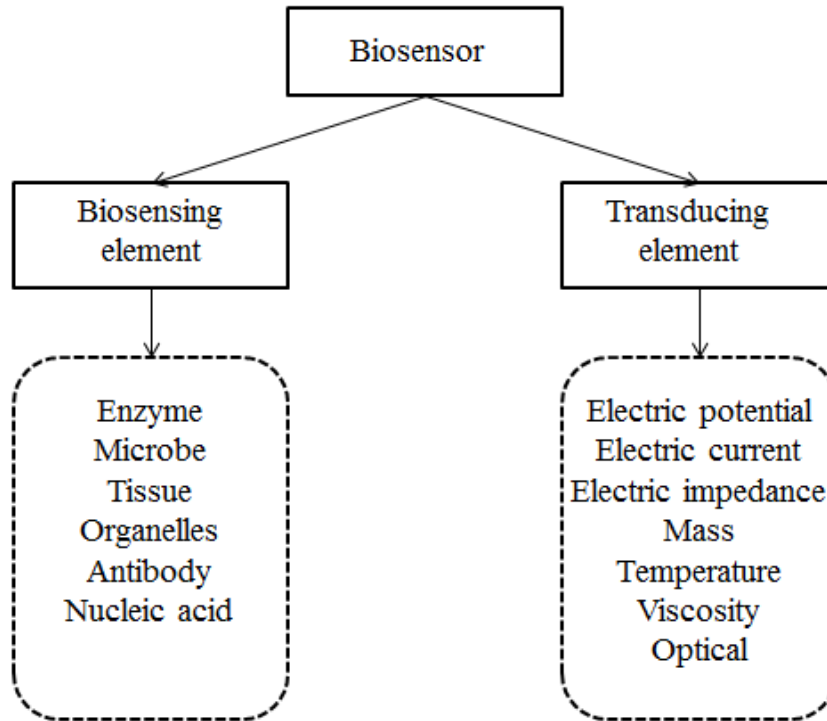 Biosensor
Biosensing
element
Transducing
element
Enzyme
Microbe
Tissue
Organelles
Antibody
Nucleic acid
Electric potential
Electric current
Electric impedance
Mass
Temperature
Viscosity
Optical